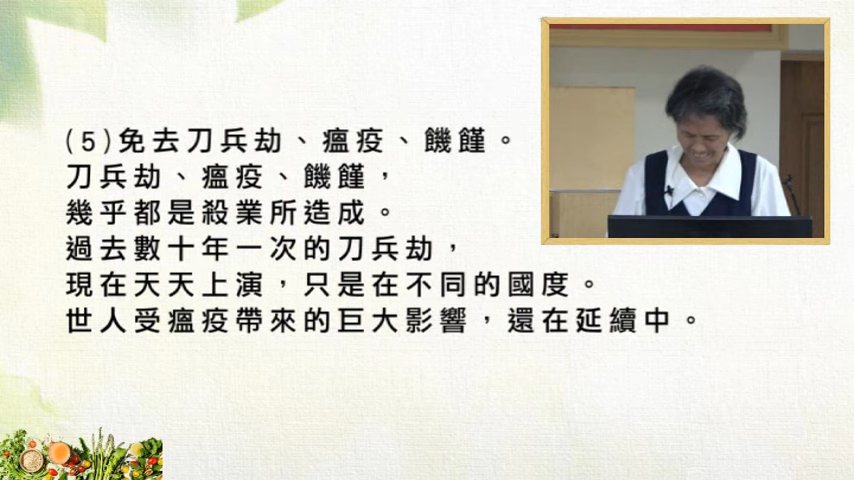 (5)免去刀兵劫、瘟疫、饑饉。
刀兵劫、瘟疫、饑饉，
幾乎都是殺業所造成。
過去數十年一次的刀兵劫，
現在天天上演，只是在不同的國度。
世人受瘟疫帶來的巨大影響，還在延續中。